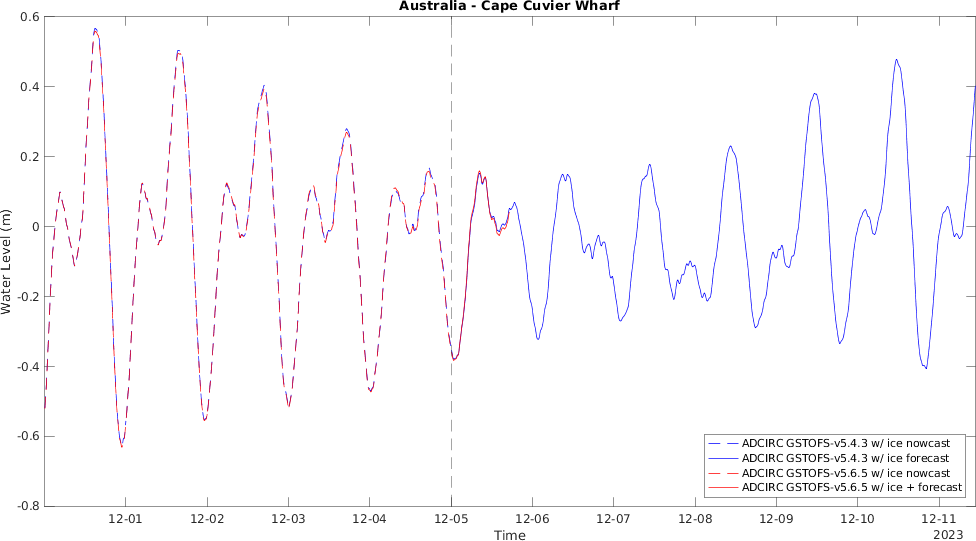 Australia - Cape Cuvier Wharf
0.6
0.4
0.2
0
-0.2
-0.4
-0.6
-0.8
Water Level (m)
12-01 12-02 12-03 12-04 12-05 12-06 12-07 12-08 12-09 12-10 12-11
Time
2023
ADCIRC GSTOFS-v5.4.3 w/ ice nowcast
ADCIRC GSTOFS-v5.4.3 w/ ice forecast
ADCIRC GSTOFS-v5.6.5 w/ ice nowcast
ADCIRC GSTOFS-v5.6.5 w/ ice + forecast